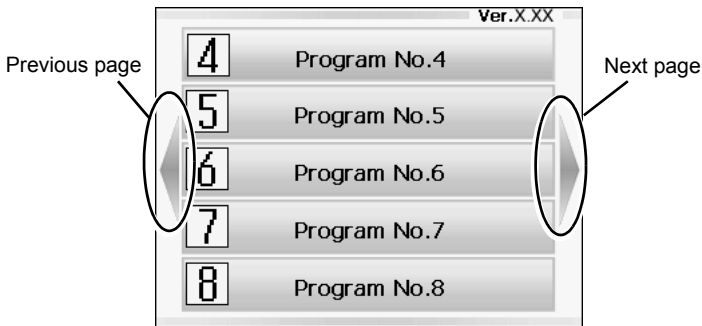 Ver.X.XX
4 Program No.4
Previous page
Next page
5 Program No.5
6 Program No.6
7 Program No.7
8 Program No.8